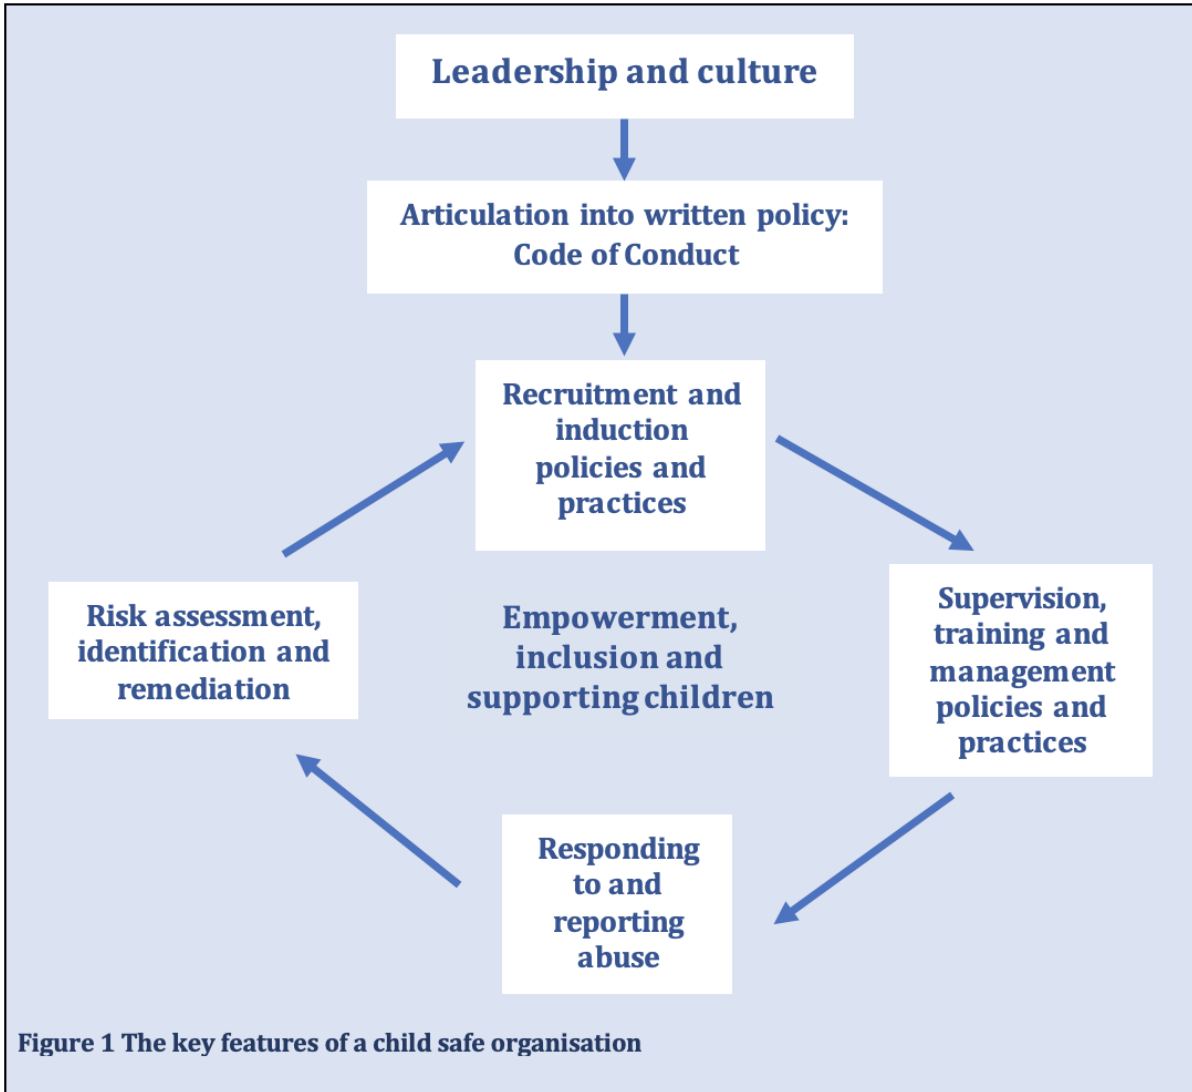 Leadership and culture
Articulation into written policy:
Code of Conduct
Recruitment and
induction
policies and
practices
Supervision,
training and
management
policies and
practices
Responding
to and
reporting
abuse
Risk assessment,
identification and
remediation
Empowerment,
inclusion and
supporting children
Figure 1 The key features of a child safe organisation